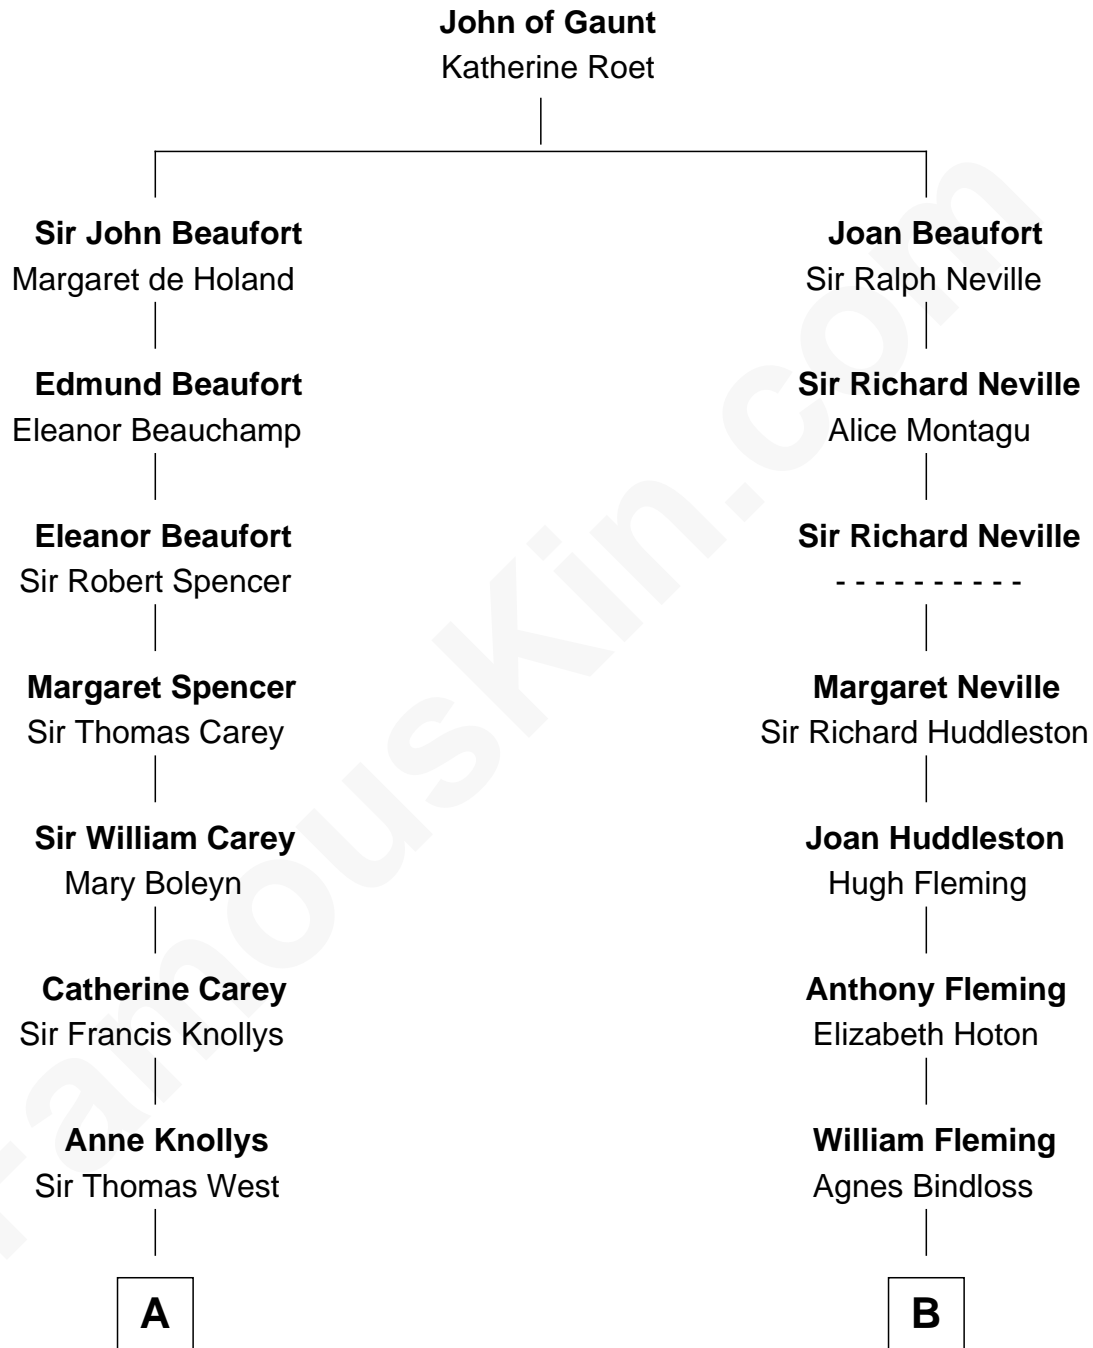 John of Gaunt
Katherine Roet
Sir John Beaufort
Margaret de Holand
Edmund Beaufort
Eleanor Beauchamp
Eleanor Beaufort
Sir Robert Spencer
Margaret Spencer
Sir Thomas Carey
Sir William Carey
Mary Boleyn
Catherine Carey
Sir Francis Knollys
Anne Knollys
Sir Thomas West
A
Joan Beaufort
Sir Ralph Neville
Sir Richard Neville
Alice Montagu
Sir Richard Neville
- - - - - - - - - -
Margaret Neville
Sir Richard Huddleston
Joan Huddleston
Hugh Fleming
Anthony Fleming
Elizabeth Hoton
William Fleming
Agnes Bindloss
B
FamousKin.com